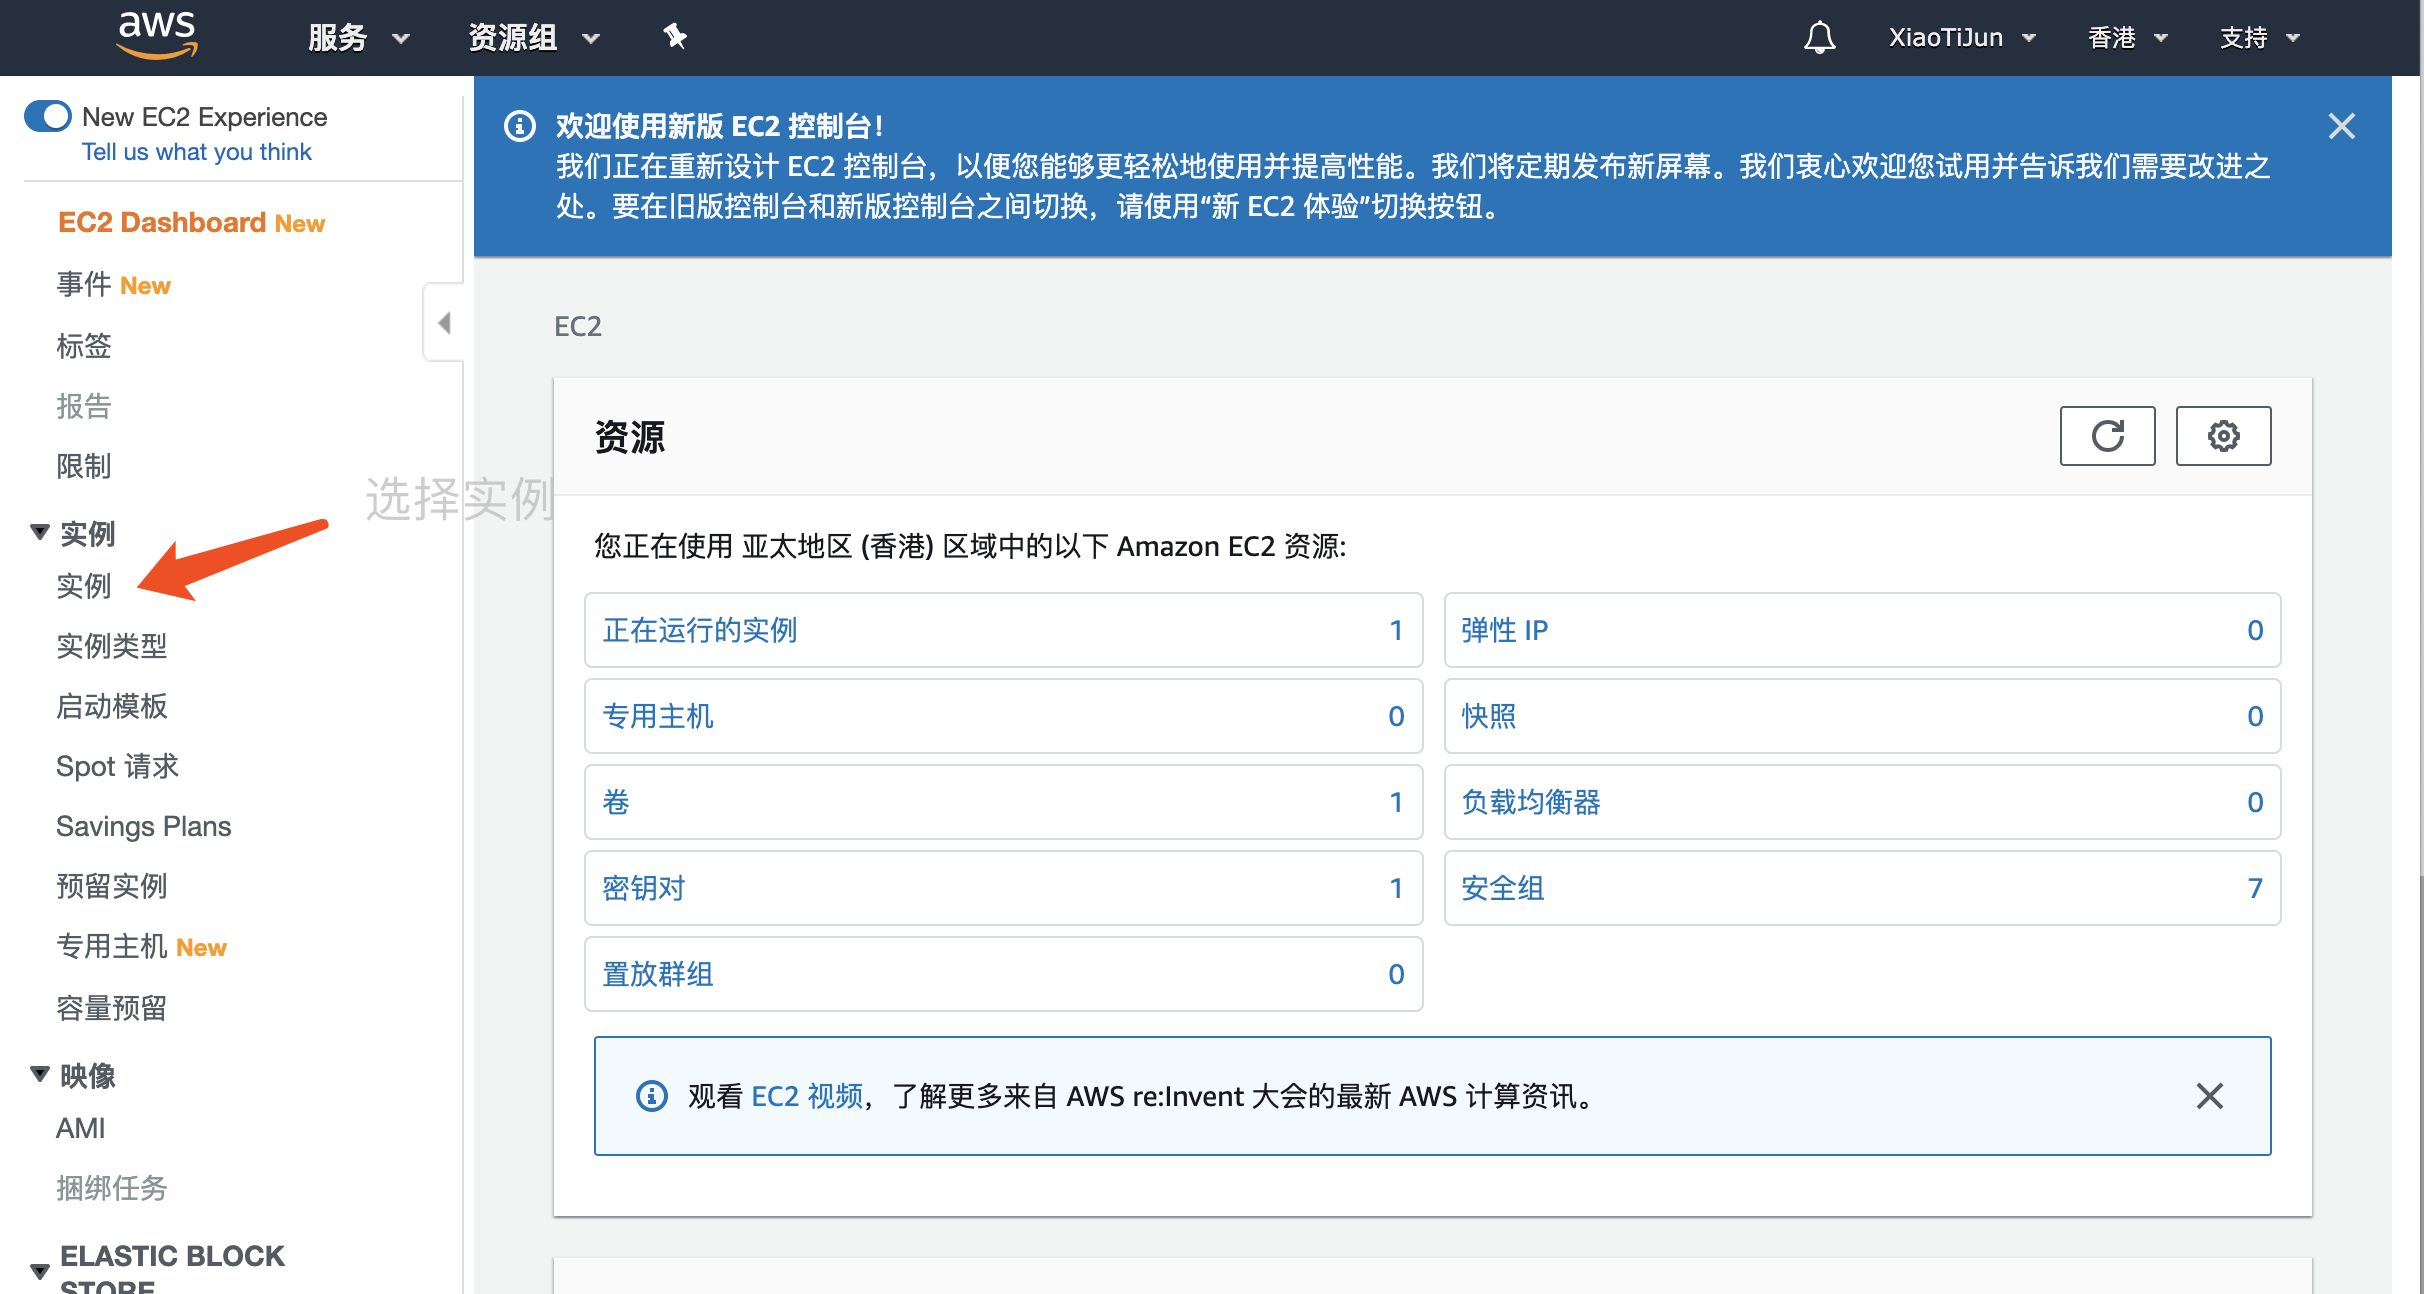 aws 服务 资源组 XiaoTiJun 香港 支持
New EC2 Experience
Tell us what you think
EC2 Dashboard New
事件 New
标签
报告
限制
实例
实例
实例类型
启动模板
Spot 请求
Savings Plans
预留实例
专用主机 New
容量预留
映像
AMI
捆绑任务
ELASTIC BLOCK
STORE
选择实例
欢迎使用新版 EC2 控制台！
我们正在重新设计 EC2 控制台，以便您能够更轻松地使用并提高性能。我们将定期发布新屏幕。我们衷心欢迎您试用并告诉我们需要改进之
处。要在旧版控制台和新版控制台之间切换，请使用“新 EC2 体验”切换按钮。
EC2
资源
您正在使用 亚太地区 (香港) 区域中的以下 Amazon EC2 资源:
正在运行的实例 1
弹性 IP 0
专用主机 0
快照 0
卷 1
负载均衡器 0
密钥对 1
安全组 7
置放群组 0
观看 EC2 视频，了解更多来自 AWS re:Invent 大会的最新 AWS 计算资讯。